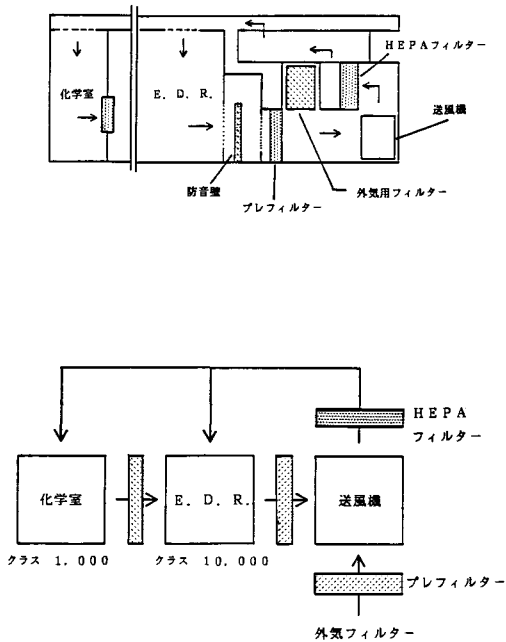 HEPAフィルター
化学室
E. D. R.
送風機
防音壁
プレフィルター
外気用フィルター
HEPA
フィルター
化学室
E. D. R.
送風機
クラス 1,000
クラス 10,000
プレフィルター
外気フィルター